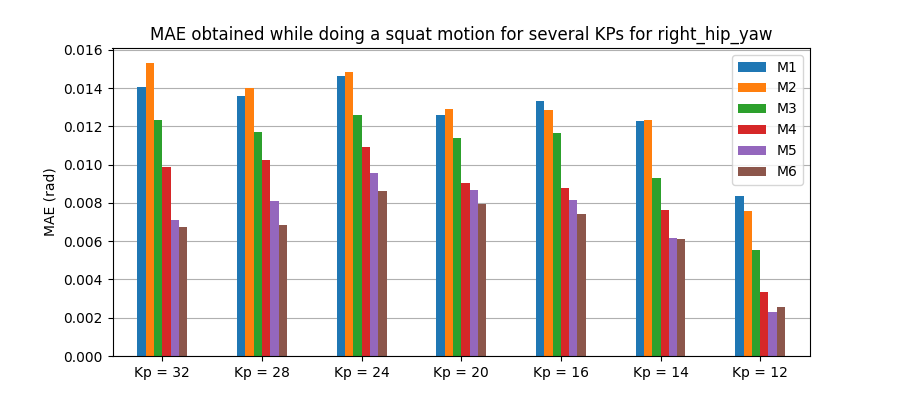 MAE obtained while doing a squat motion for several KPs for right_hip_yaw
MAE (rad)
0.016
0.014
0.012
0.010
0.008
0.006
0.004
0.002
0.000
M1
M2
M3
M4
M5
M6
Kp = 32 Kp = 28 Kp = 24 Kp = 20 Kp = 16 Kp = 14 Kp = 12